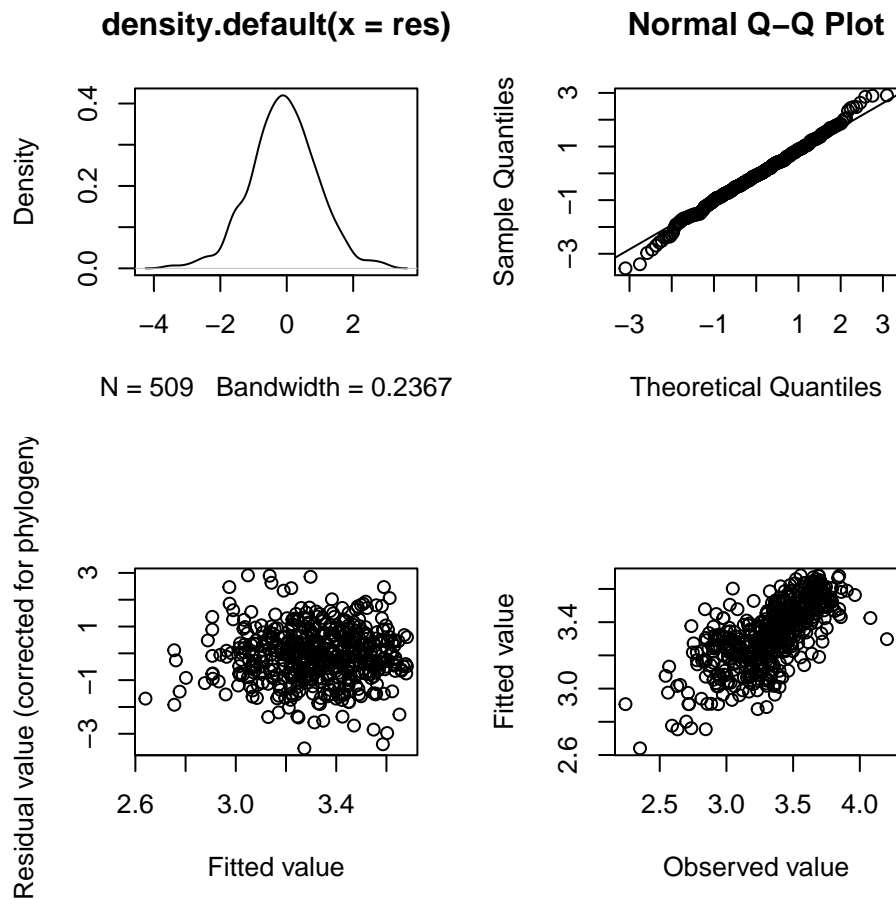 density.default(x = res)
Density
0.0 0.2 0.4
−4 −2 0 2
N = 509 Bandwidth = 0.2367
Normal Q−Q Plot
Sample Quantiles
−3 −1 1 3
−3 −1 1 2 3
Theoretical Quantiles
Residual value (corrected for phylogeny
−3 −1 1 3
2.6 3.0 3.4
Fitted value
Fitted value
2.6 3.0 3.4
2.5 3.0 3.5 4.0
Observed value